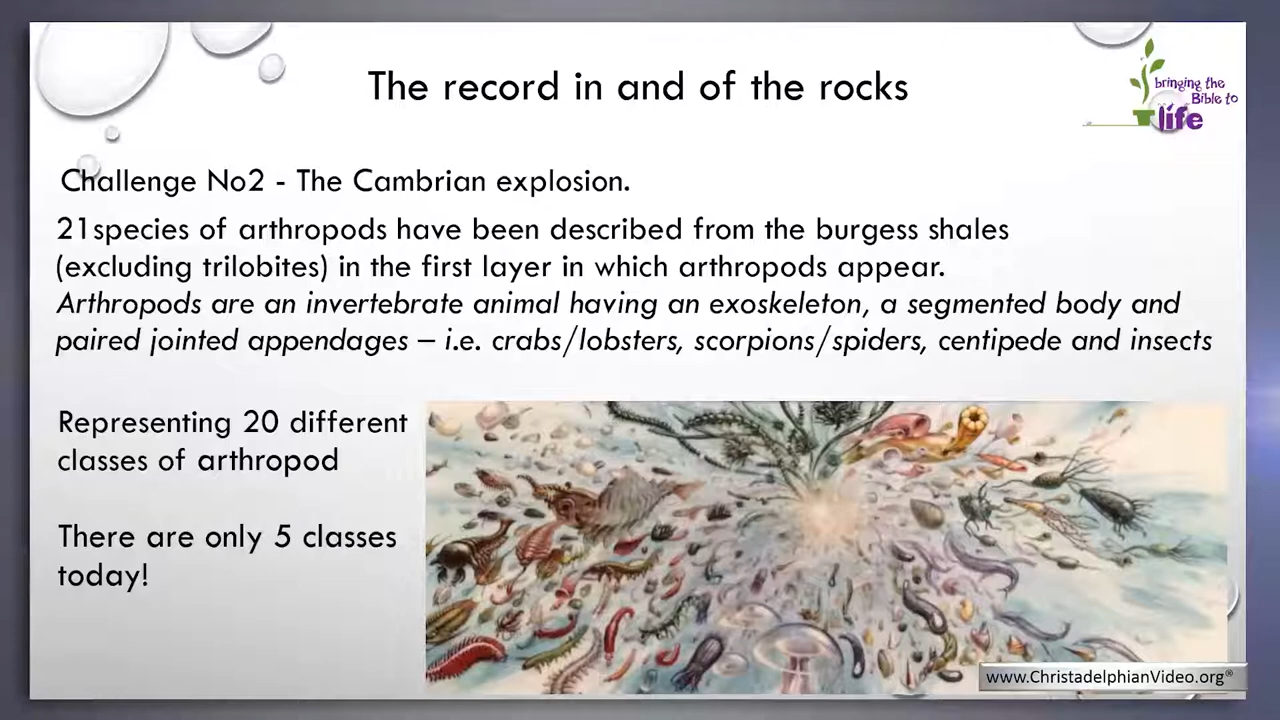 The record in and of the rocks
bringing the
Bible to
life
Challenge No2 - The Cambrian explosion.
21species of arthropods have been described from the burgess shales
(excluding trilobites) in the first layer in which arthropods appear.
Arthropods are an invertebrate animal having an exoskeleton, a segmented body and
paired jointed appendages – i.e. crabs/lobsters, scorpions/spiders, centipede and insects
Representing 20 different
classes of arthropod
There are only 5 classes
today!
www.ChristadelphianVideo.org®